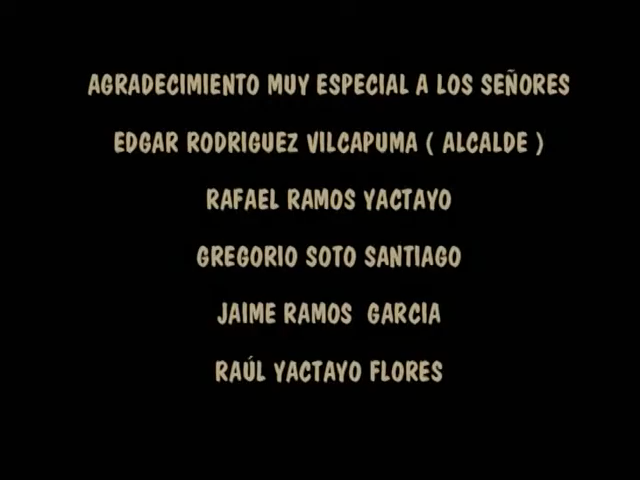 AGRADECIMIENTO MUY ESPECIAL A LOS SEÑORES
EDGAR RODRIGUEZ VILCAPUMA ( ALCALDE )
RAFAEL RAMOS YACTAYO
GREGORIO SOTO SANTIAGO
JAIME RAMOS GARCIA
RAÚL YACTAYO FLORES